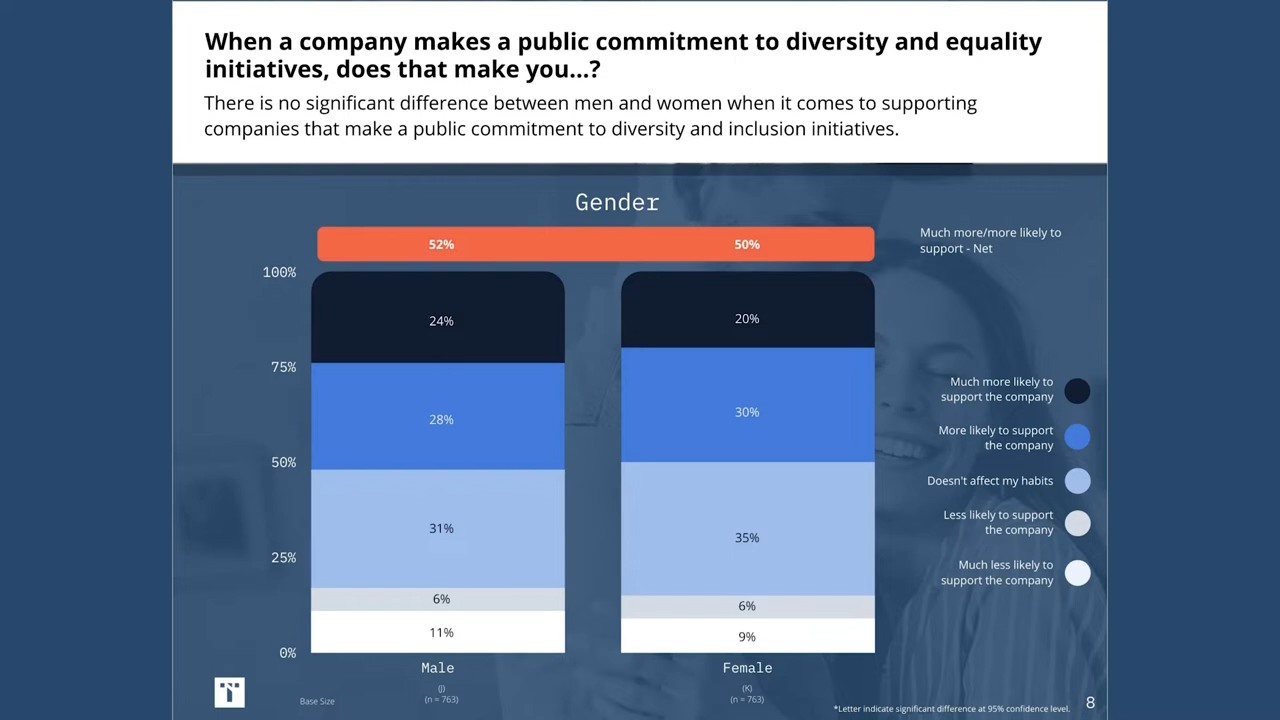 When a company makes a public commitment to diversity and equality
initiatives, does that make you...?
There is no significant difference between men and women when it comes to supporting
companies that make a public commitment to diversity and inclusion initiatives.
Gender
52%
50%
Much more/more likely to
support - Net
100%
75%
50%
25%
0%
24%
28%
31%
6%
11%
20%
30%
35%
6%
9%
Much more likely to
support the company
More likely to support
the company
Doesn't affect my habits
Less likely to support
the company
Much less likely to
support the company
Male
Female
Base Size
(J)
(n = 763)
(K)
(n = 763)
*Letter indicate significant difference at 95% confidence level.
8